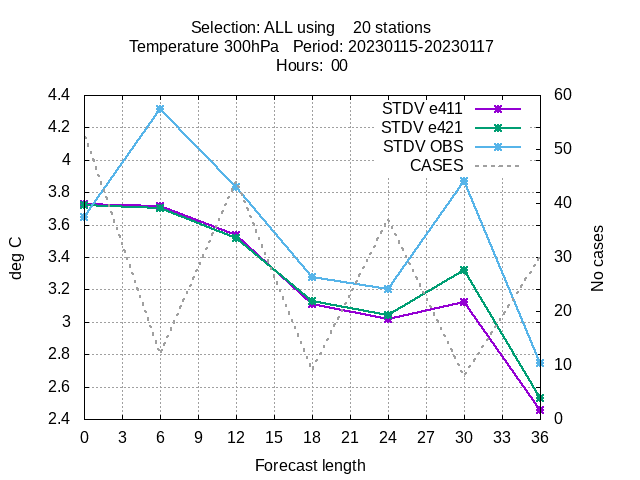 Selection: ALL using    20 stations
Temperature 300hPa   Period: 20230115-20230117
Hours:  00
4.4
4.2
4
3.8
3.6
3.4
3.2
3
2.8
2.6
2.4
deg C
STDV e411
STDV e421
STDV OBS
CASES
60
50
40
30
20
10
0
No cases
0 3 6 9 12 15 18 21 24 27 30 33 36
Forecast length